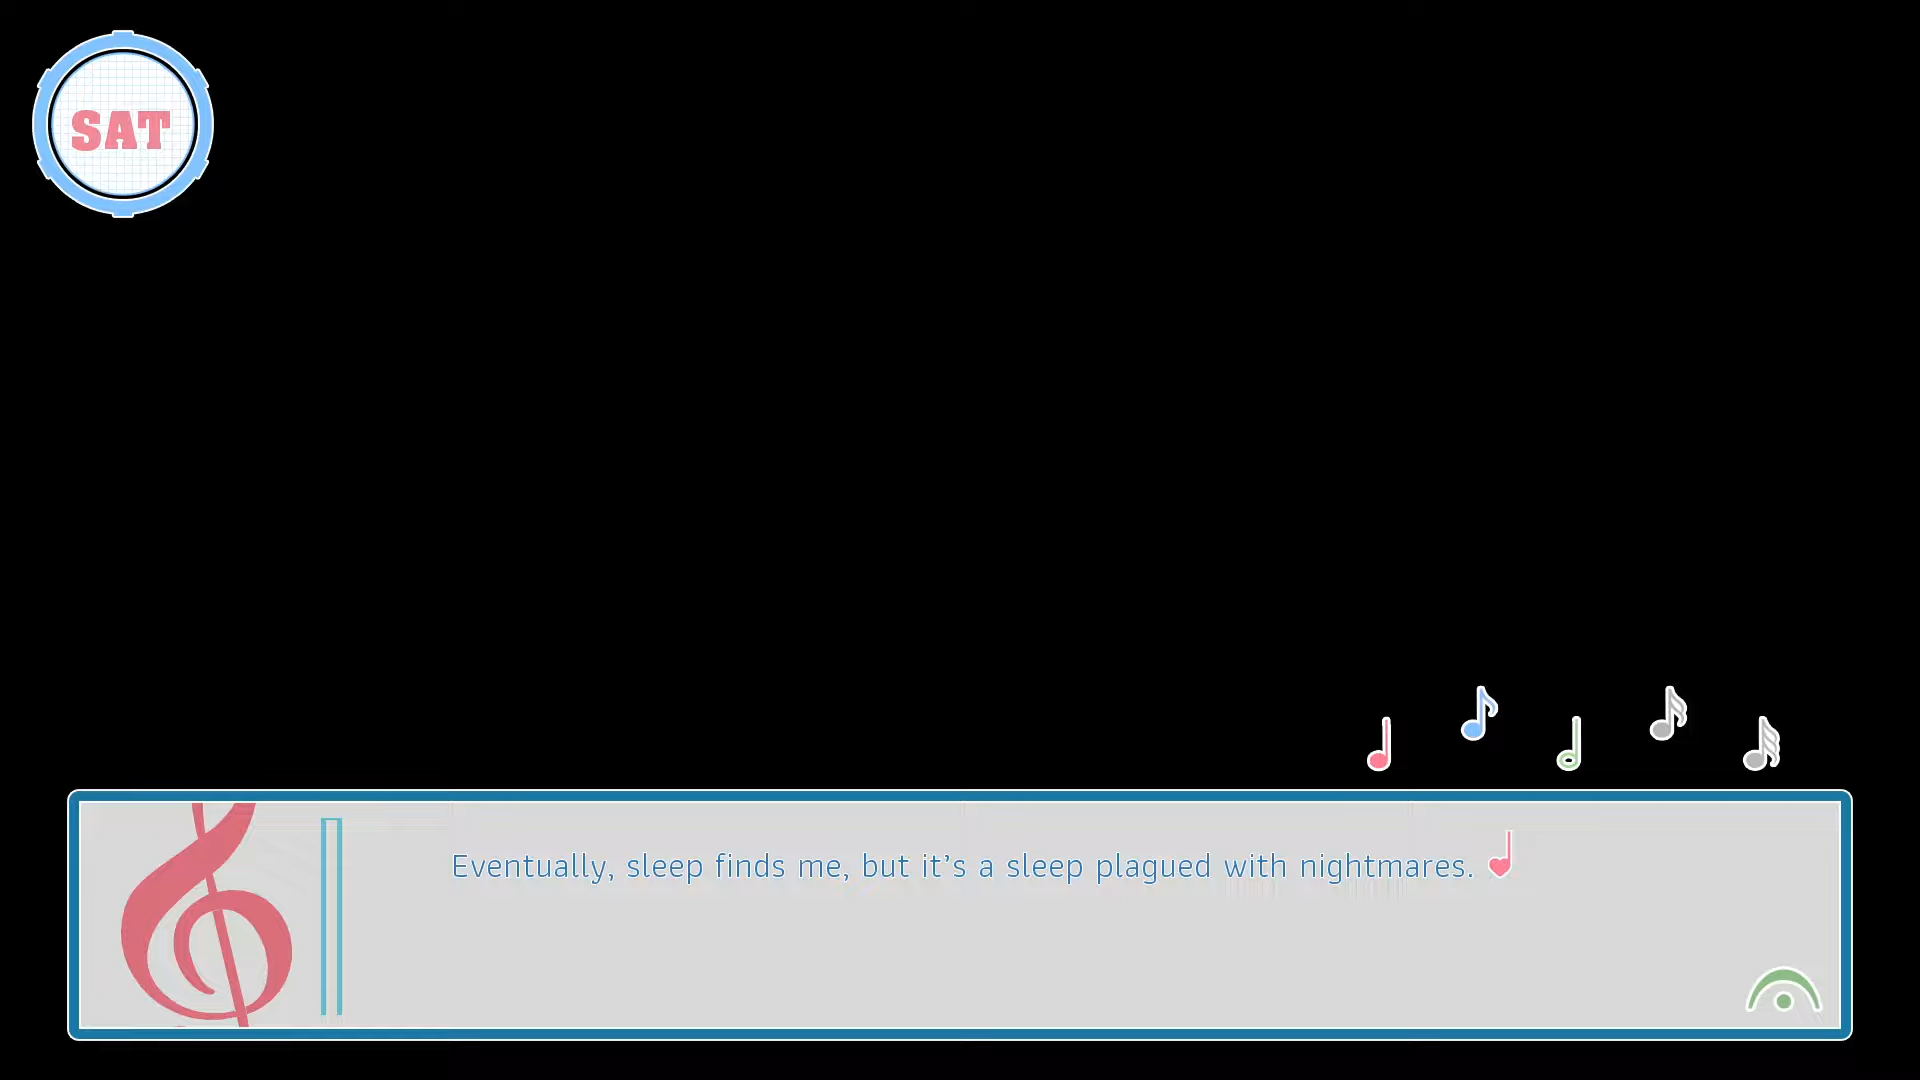 SAT
Eventually, sleep finds me, but it’s a sleep plagued with nightmares.